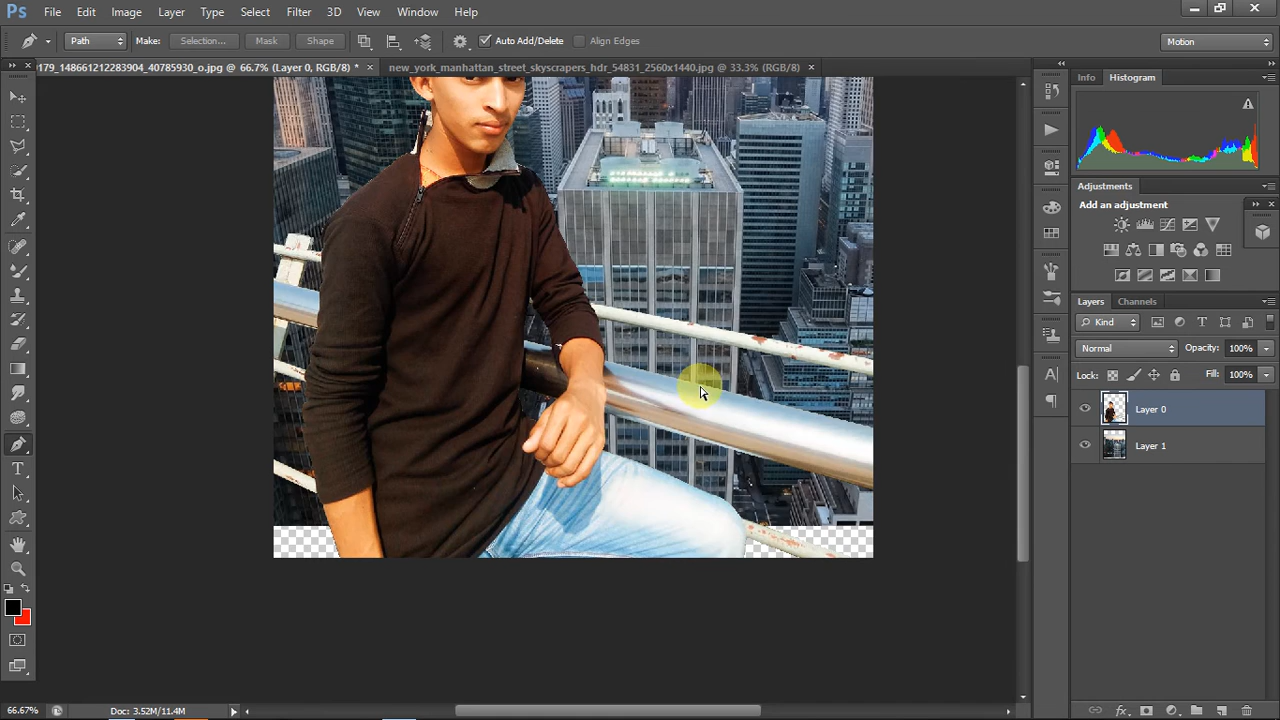 Ps File Edit Image Layer Type Select Filter 3D View Window Help
Path Make: Selection... Mask Shape Auto Add/Delete Align Edges Motion
179_148661212283904_40785930_o.jpg @ 66.7% (Layer 0, RGB/8) * × new_york_manhattan_street_skyscrapers_hdr_54831_2560x1440.jpg @ 33.3% (RGB/8) ×
Info Histogram
Adjustments
Add an adjustment
Layers Channels
Kind
Normal Opacity: 100%
Lock: Fill: 100%
Layer 0
Layer 1
66.67% Doc: 3.52M/11.4M